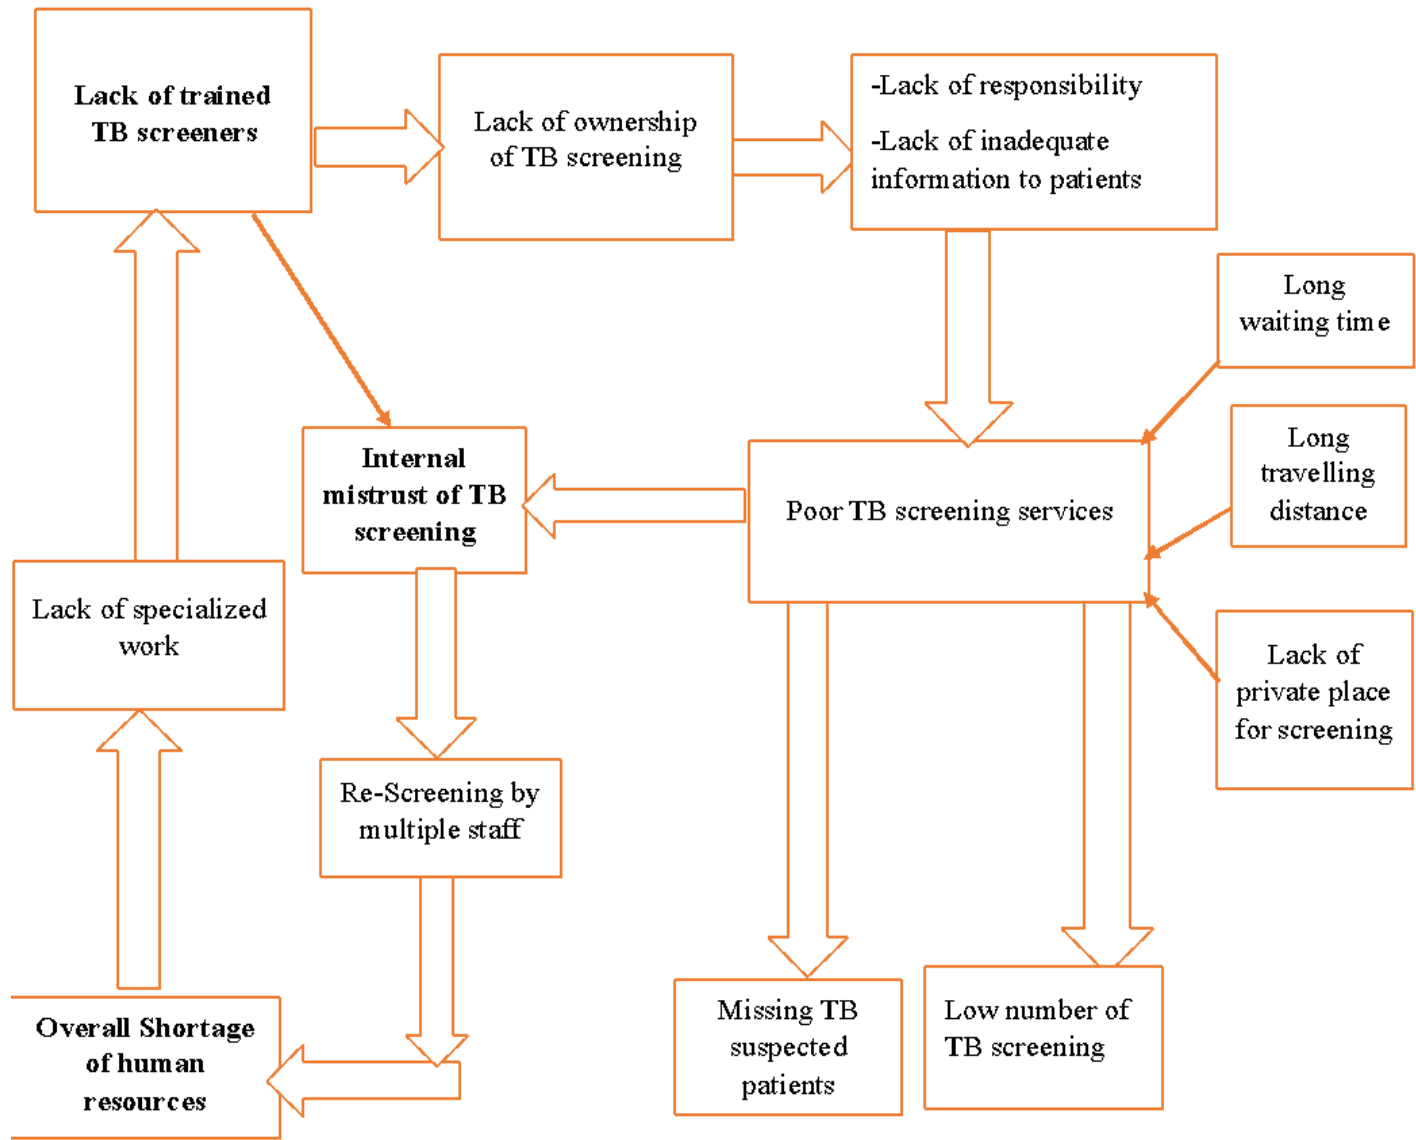 Lack of trained
TB screeners
Lack of ownership
of TB screening
-Lack of responsibility
-Lack of inadequate
information to patients
Long
waiting time
Long
travelling
distance
Internal
mistrust of TB
screening
Poor TB screening services
Lack of specialized
work
Lack of
private place
for screening
Re-Screening by
multiple staff
Overall Shortage
of human
resources
Missing TB
suspected
patients
Low number of
TB screening